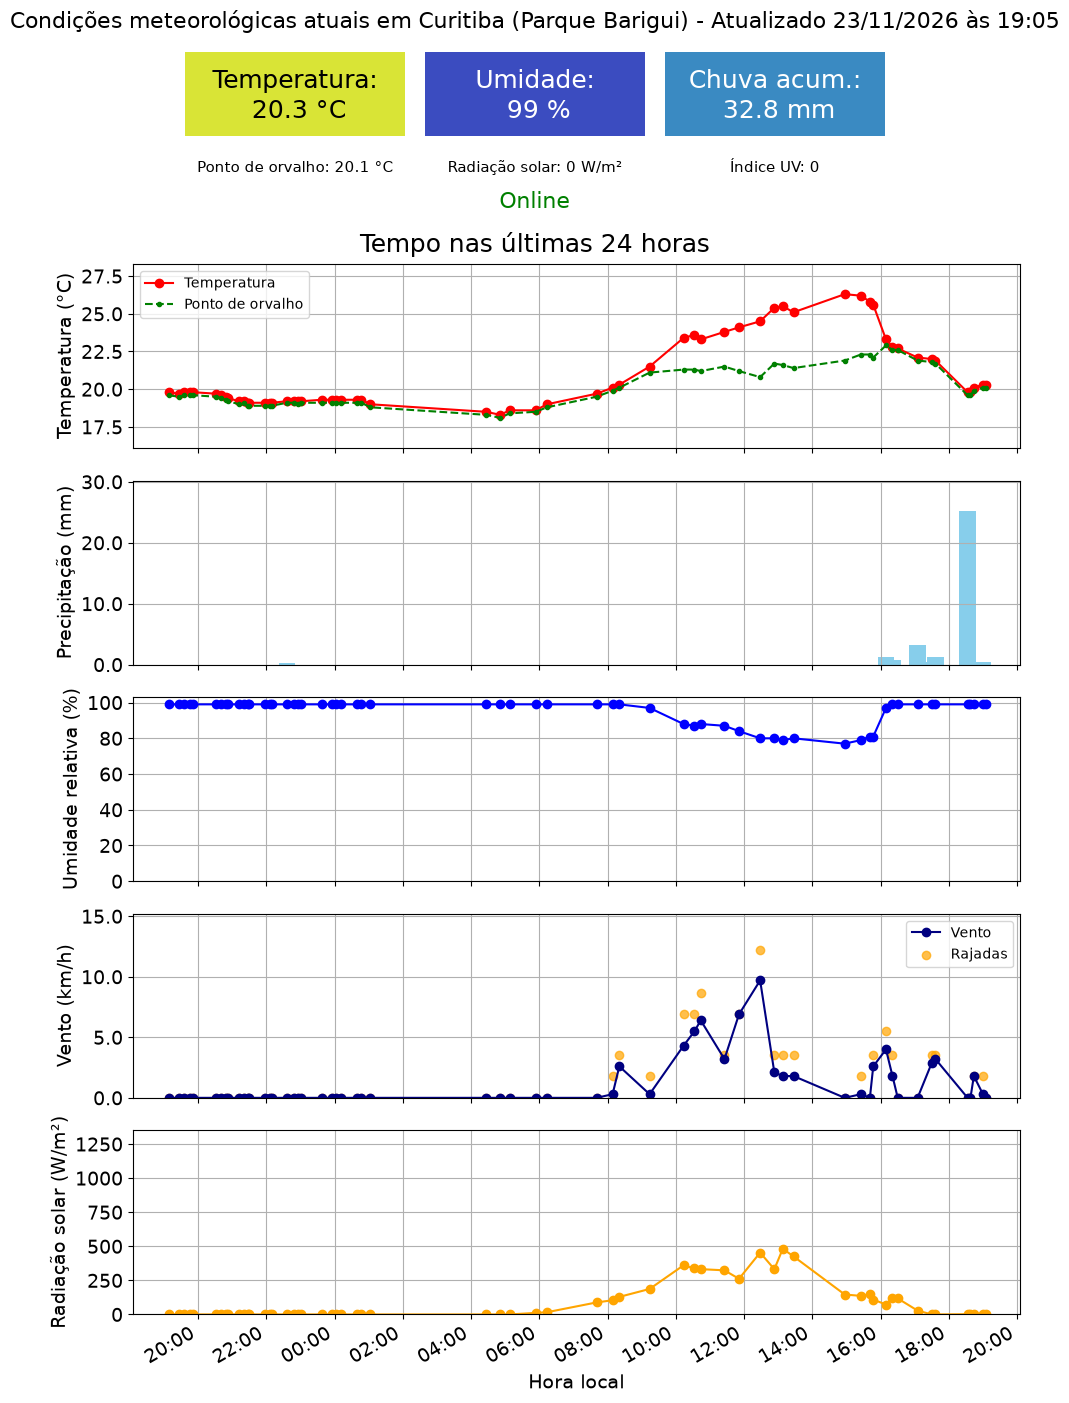 Condições meteorológicas atuais em Curitiba (Parque Barigui) - Atualizado 23/11/2026 às 19:05
Temperatura:
20.3 °C
Umidade:
99 %
Chuva acum.:
32.8 mm
Ponto de orvalho: 20.1 °C
Radiação solar: 0 W/m²
Índice UV: 0
Online
Tempo nas últimas 24 horas
Temperatura (°C)
27.5
25.0
22.5
20.0
17.5
Temperatura
Ponto de orvalho
Precipitação (mm)
30.0
20.0
10.0
0.0
Umidade relativa (%)
100
80
60
40
20
0
Vento (km/h)
15.0
10.0
5.0
0.0
Vento
Rajadas
Radiação solar (W/m²)
1250
1000
750
500
250
0
20:00
22:00
00:00
02:00
04:00
06:00
08:00
10:00
12:00
14:00
16:00
18:00
20:00
Hora local